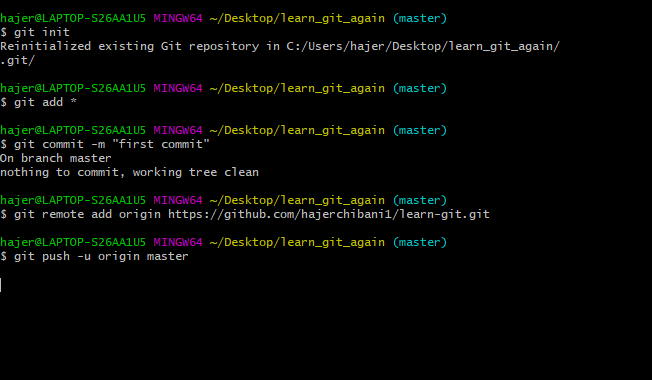 hajer@LAPTOP-S26AA1U5 MINGW64 ~/Desktop/learn_git_again (master)
$ git init
Reinitialized existing Git repository in C:/Users/hajer/Desktop/learn_git_again/
.git/
hajer@LAPTOP-S26AA1U5 MINGW64 ~/Desktop/learn_git_again (master)
$ git add *
hajer@LAPTOP-S26AA1U5 MINGW64 ~/Desktop/learn_git_again (master)
$ git commit -m "first commit"
On branch master
nothing to commit, working tree clean
hajer@LAPTOP-S26AA1U5 MINGW64 ~/Desktop/learn_git_again (master)
$ git remote add origin https://github.com/hajerchibani1/learn-git.git
hajer@LAPTOP-S26AA1U5 MINGW64 ~/Desktop/learn_git_again (master)
$ git push -u origin master